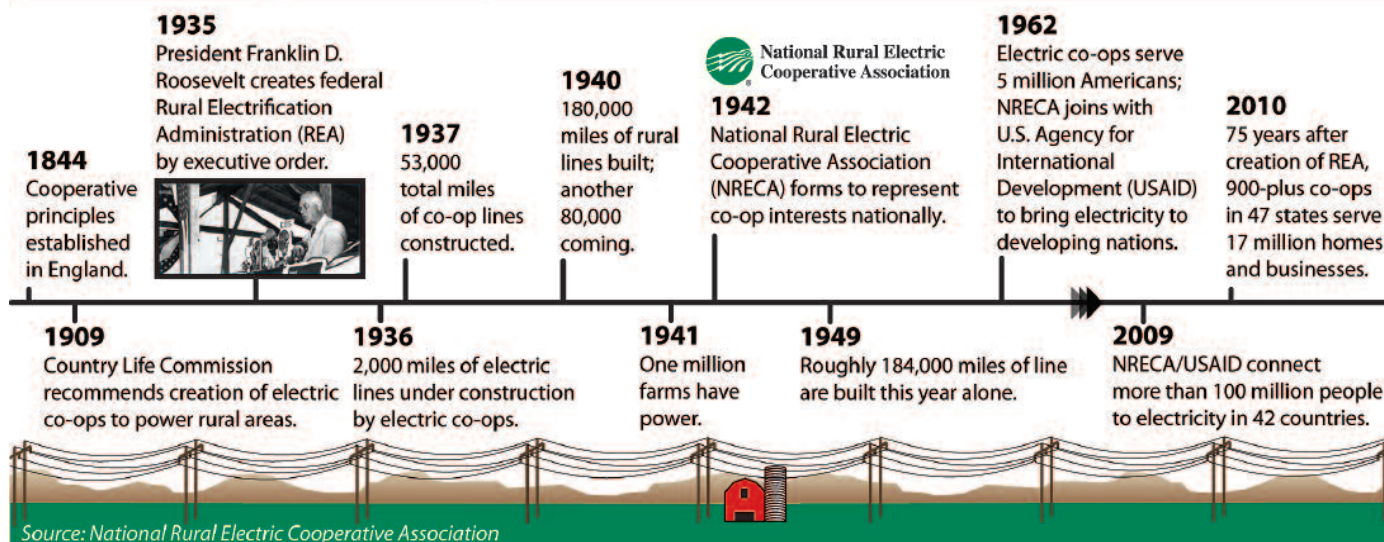 1844
Cooperative
principles
established
in England.
1909
Country Life Commission
recommends creation of electric
co-ops to power rural areas.
1935
President Franklin D.
Roosevelt creates federal
Rural Electrification
Administration (REA)
by executive order.
1936
2,000 miles of electric
lines under construction
by electric co-ops.
1937
53,000
total miles
of co-op lines
constructed.
1940
180,000
miles of rural
lines built;
another
80,000
coming.
1941
One million
farms have
power.
National Rural Electric
Cooperative Association
®
1942
National Rural Electric
Cooperative Association
(NRECA) forms to represent
co-op interests nationally.
1949
Roughly 184,000 miles of line
are built this year alone.
1962
Electric co-ops serve
5 million Americans;
NRECA joins with
U.S. Agency for
International
Development (USAID)
to bring electricity to
developing nations.
2009
NRECA/USAID connect
more than 100 million people
to electricity in 42 countries.
2010
75 years after
creation of REA,
900-plus co-ops
in 47 states serve
17 million homes
and businesses.
Source: National Rural Electric Cooperative Association